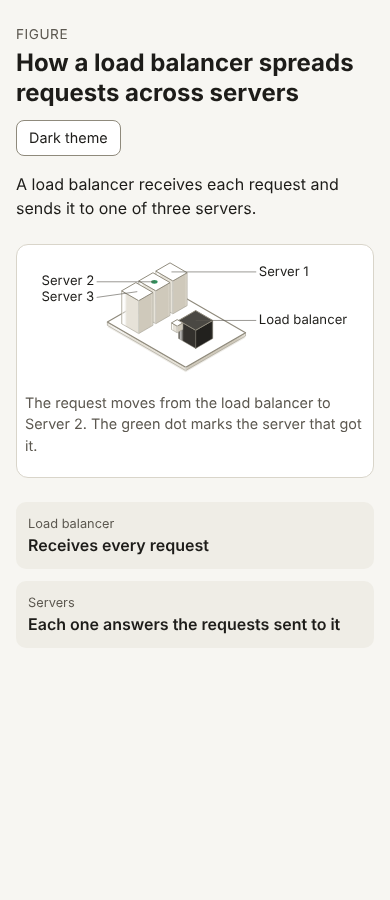 FIGURE
How a load balancer spreads
requests across servers
Dark theme
A load balancer receives each request and
sends it to one of three servers.
Server 1
Server 2
Server 3
Load balancer
The request moves from the load balancer to
Server 2. The green dot marks the server that got
it.
Load balancer
Receives every request
Servers
Each one answers the requests sent to it